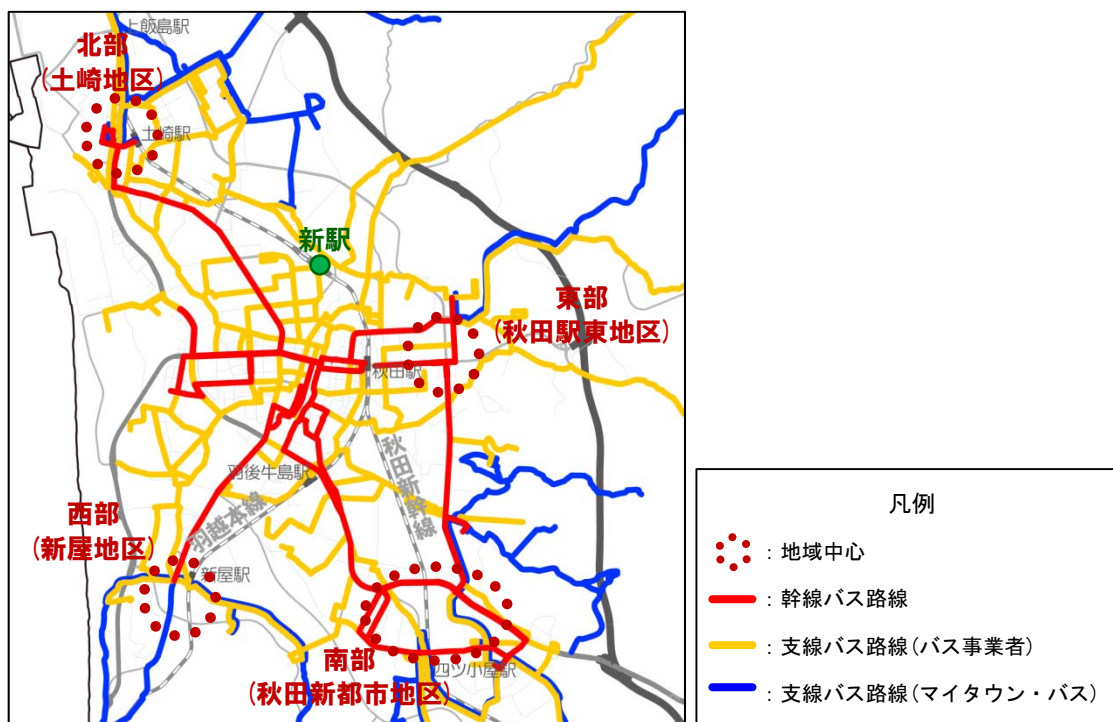 上飯島駅
北部
(土崎地区)
土崎駅
新駅
東部
(秋田駅東地区)
秋田駅
羽後牛島駅
秋田新幹線
羽越本線
西部
(新屋地区)
新屋駅
南部
(秋田新都市地区)
四ツ小屋駅
凡例
：地域中心
：幹線バス路線
：支線バス路線(バス事業者)
：支線バス路線(マイタウン・バス)